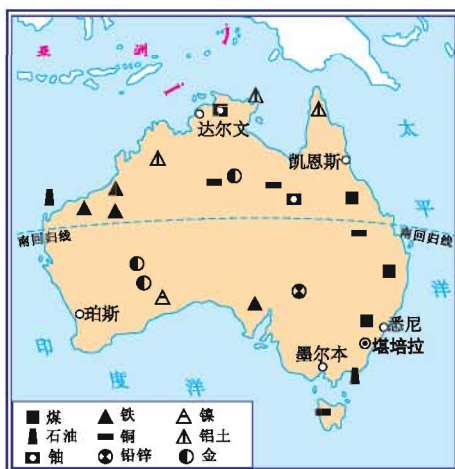 亚 洲
达尔文
凯恩斯
太
平
洋
南回归线
南回归线
珀斯
悉尼
堪培拉
墨尔本
印
度
洋
煤 铁 镍
石油 铜 铝土
铀 铅锌 金